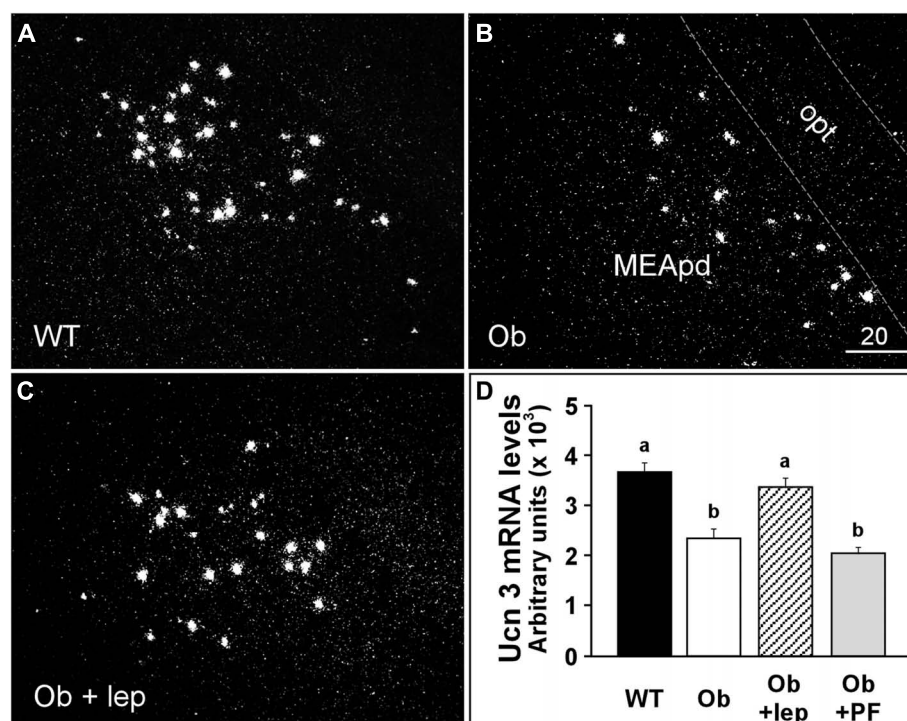 A
WT
B
opt
MEApd
Ob
20
C
Ob + lep
D
Ucn 3 mRNA levels
Arbitrary units (x 10³)
5
4
3
2
1
0
a
b
a
b
WT
Ob
Ob
+lep
Ob
+PF